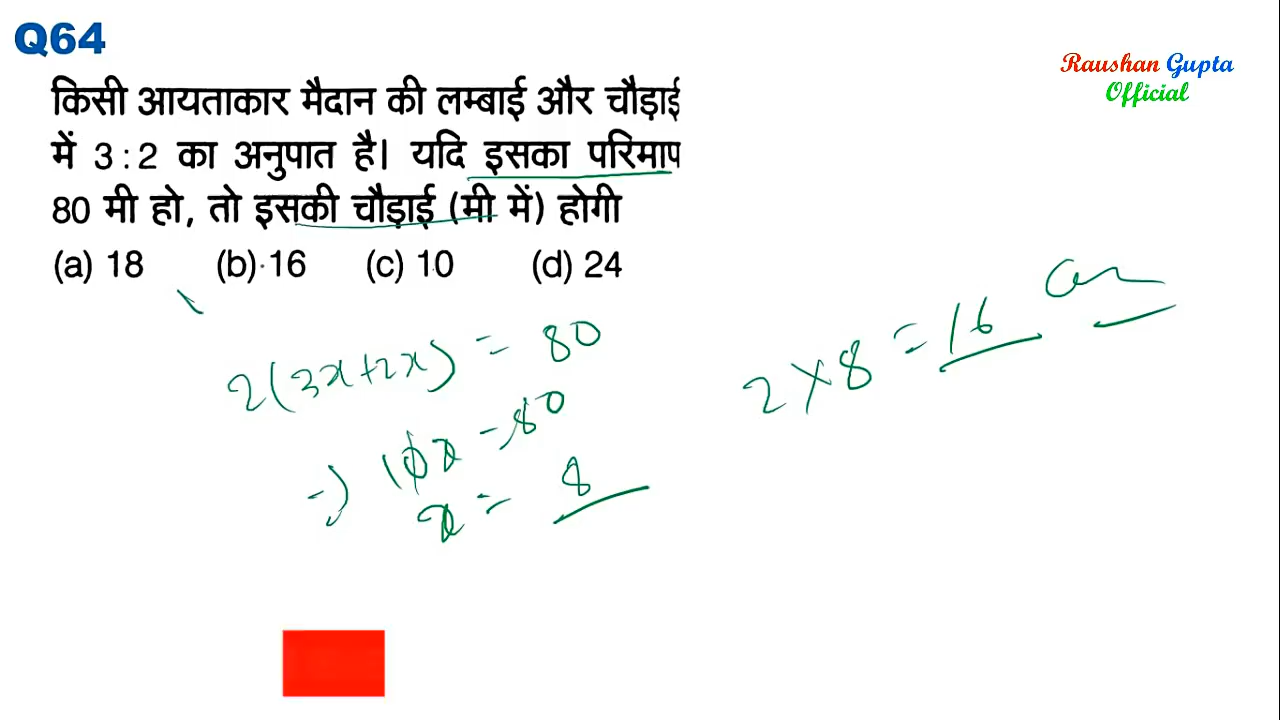 Q64
Raushan Gupta
Official
किसी आयताकार मैदान की लम्बाई और चौड़ाई
में 3:2 का अनुपात है। यदि इसका परिमाप
80 मी हो, तो इसकी चौड़ाई (मी में) होगी
(a) 18 (b) 16 (c) 10 (d) 24
2(3x+2x) = 80
⇒ 10x = 80
x = 8
2 × 8 = 16